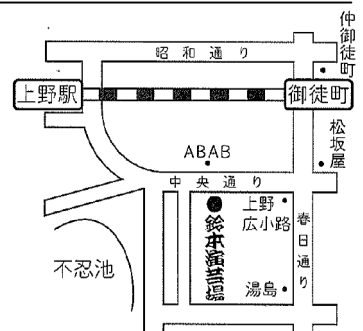 仲御徒町
昭和通り
上野駅
御徒町
松坂屋
ABAB
中央通り
上野
広小路
鈴本演芸場
春日通り
不忍池
湯島